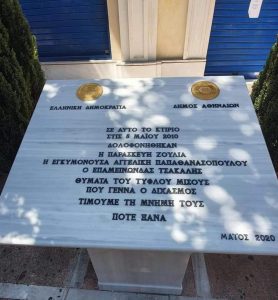 ΕΛΛΗΝΙΚΗ ΔΗΜΟΚΡΑΤΙΑ
ΔΗΜΟΣ ΑΘΗΝΑΙΩΝ
ΣΕ ΑΥΤΟ ΤΟ ΚΤΙΡΙΟ
ΣΤΙΣ 5 ΜΑΪΟΥ 2010
ΔΟΛΟΦΟΝΗΘΗΚΑΝ
Η ΠΑΡΑΣΚΕΥΗ ΖΟΥΛΙΑ
Η ΕΓΚΥΜΟΝΟΥΣΑ ΑΓΓΕΛΙΚΗ ΠΑΠΑΘΑΝΑΣΟΠΟΥΛΟΥ
Ο ΕΠΑΜΕΙΝΩΝΔΑΣ ΤΣΑΚΑΛΗΣ
ΘΥΜΑΤΑ ΤΟΥ ΤΥΦΛΟΥ ΜΙΣΟΥΣ
ΠΟΥ ΓΕΝΝΑ Ο ΔΙΧΑΣΜΟΣ
ΤΙΜΟΥΜΕ ΤΗ ΜΝΗΜΗ ΤΟΥΣ
ΠΟΤΕ ΞΑΝΑ
ΜΑΪΟΣ 2020